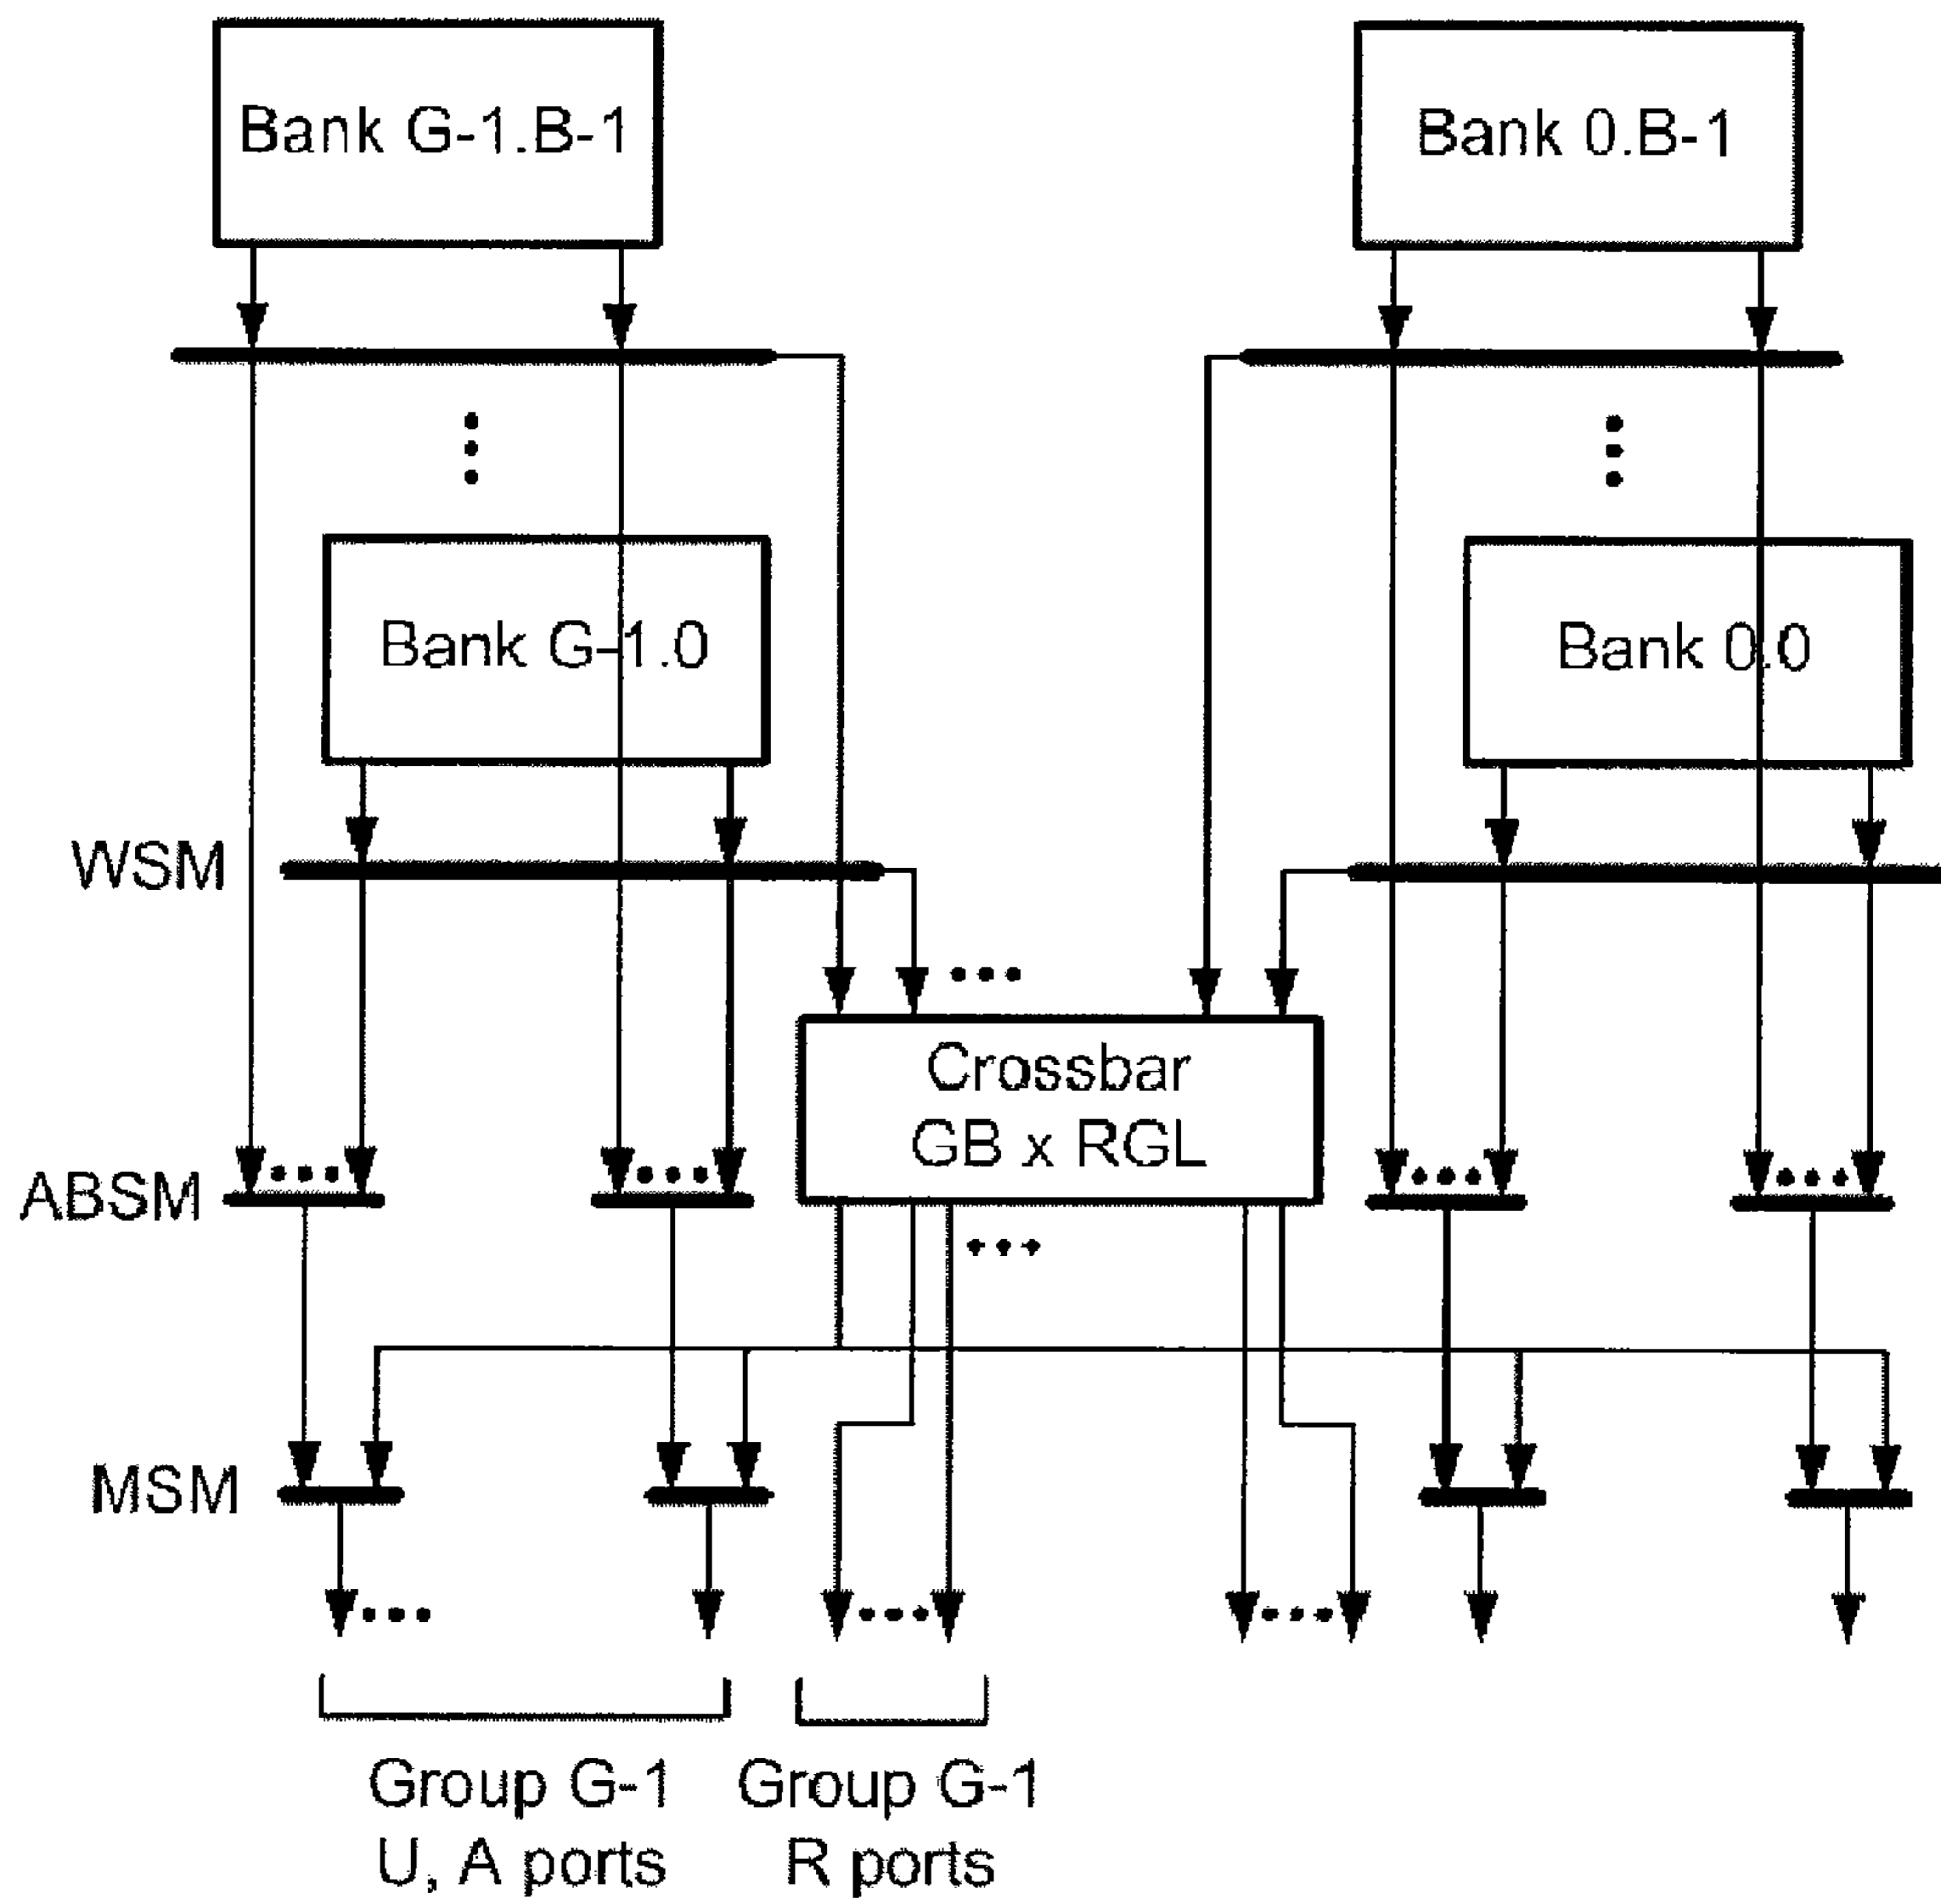 Bank G-1.B-1
Bank 0.B-1
Bank G-1.0
Bank 0.0
WSM
Crossbar
GB x RGL
ABSM
MSM
Group G-1
U, A ports
Group G-1
R ports